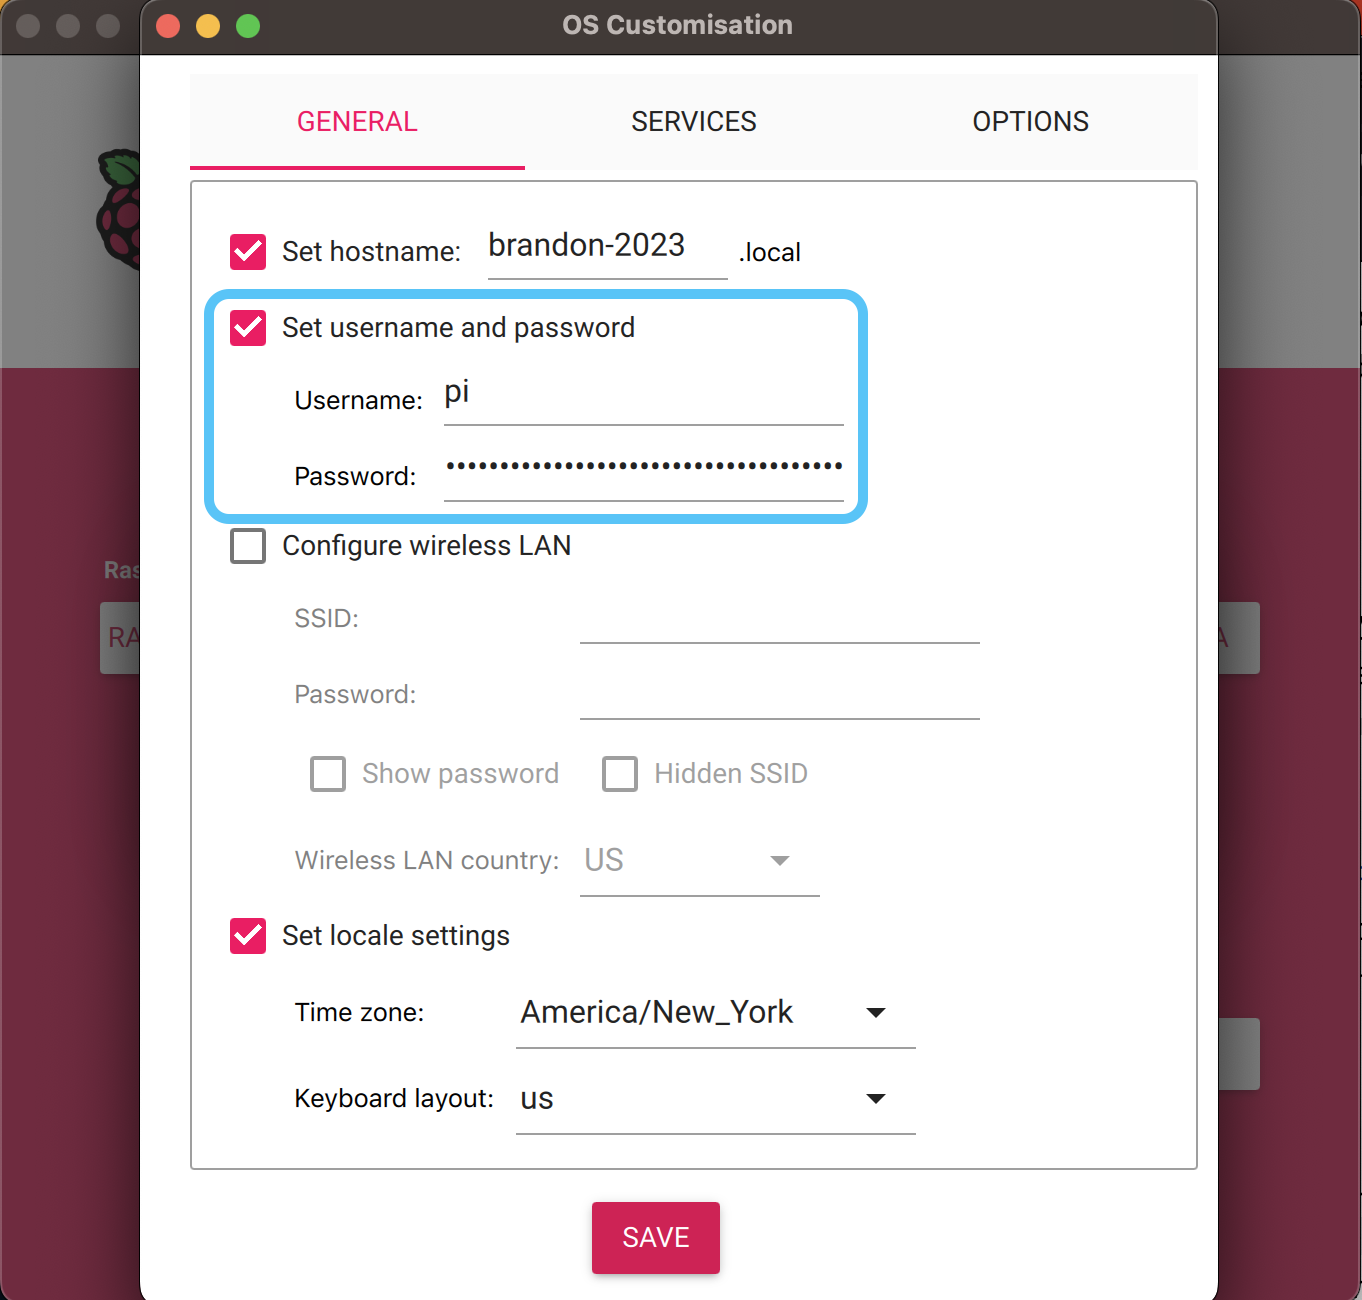 OS Customisation
GENERAL SERVICES OPTIONS
Set hostname: brandon-2023 .local
Set username and password
Username: pi
Password: •••••••••••••••••••••••••••••••••••••
Configure wireless LAN
Ras
SSID:
RA A
Password:
Show password Hidden SSID
Wireless LAN country: US
Set locale settings
Time zone: America/New_York
Keyboard layout: us
SAVE